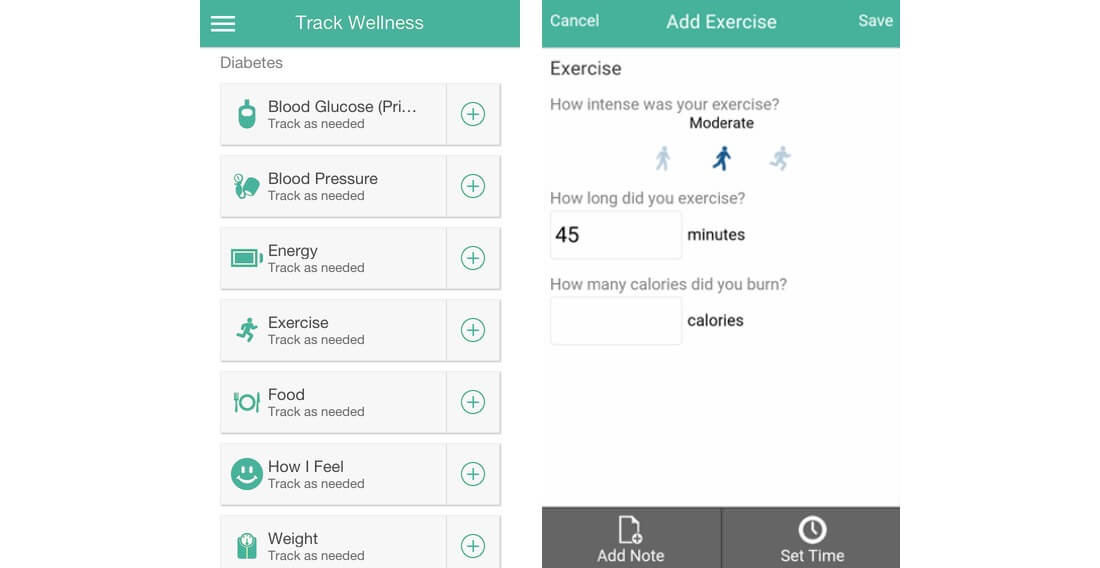 Track Wellness
Diabetes
Blood Glucose (Pri...
Track as needed
Blood Pressure
Track as needed
Energy
Track as needed
Exercise
Track as needed
Food
Track as needed
How I Feel
Track as needed
Weight
Track as needed
Cancel
Add Exercise
Save
Exercise
How intense was your exercise?
Moderate
How long did you exercise?
45 minutes
How many calories did you burn?
calories
Add Note
Set Time